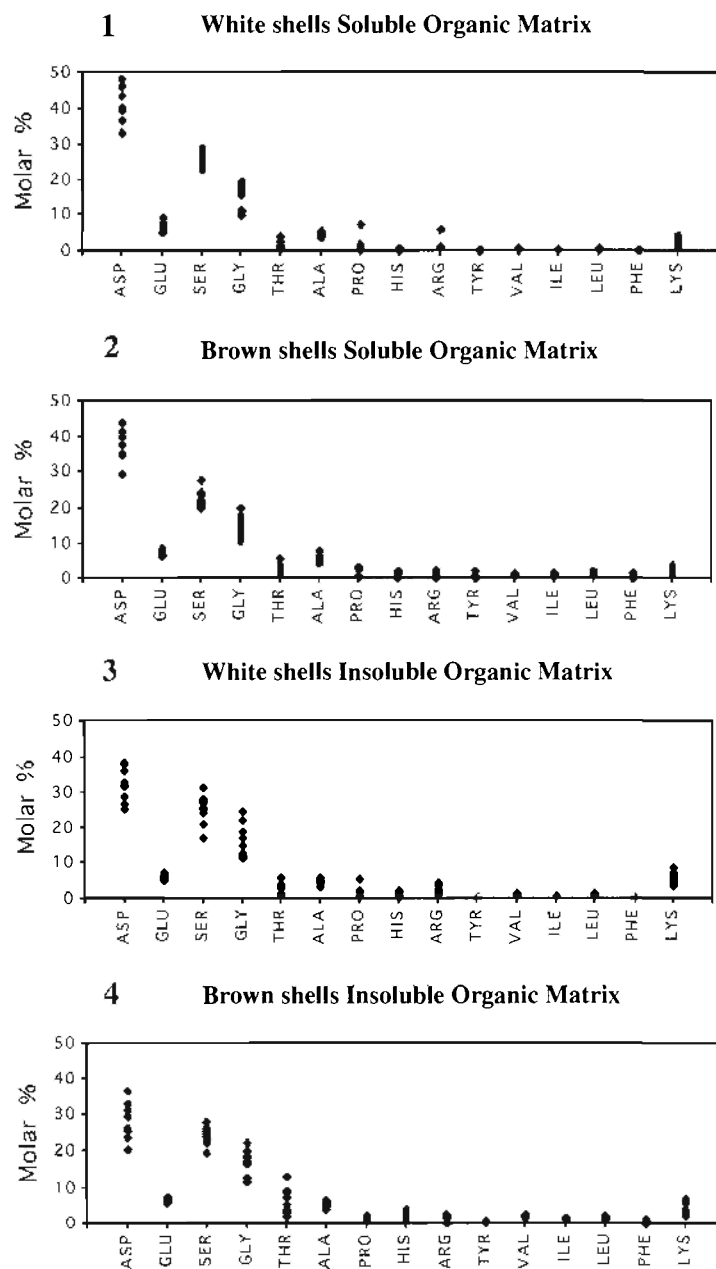 1 White shells Soluble Organic Matrix
50
40
30
20
10
0
Molar %
ASP GLU SER GLY THR ALA PRO HIS ARG TYR VAL ILE LEU PHE LYS
2 Brown shells Soluble Organic Matrix
50
40
30
20
10
0
Molar %
ASP GLU SER GLY THR ALA PRO HIS ARG TYR VAL ILE LEU PHE LYS
3 White shells Insoluble Organic Matrix
50
40
30
20
10
0
Molar %
ASP GLU SER GLY THR ALA PRO HIS ARG TYR VAL ILE LEU PHE LYS
4 Brown shells Insoluble Organic Matrix
50
40
30
20
10
0
Molar %
ASP GLU SER GLY THR ALA PRO HIS ARG TYR VAL ILE LEU PHE LYS